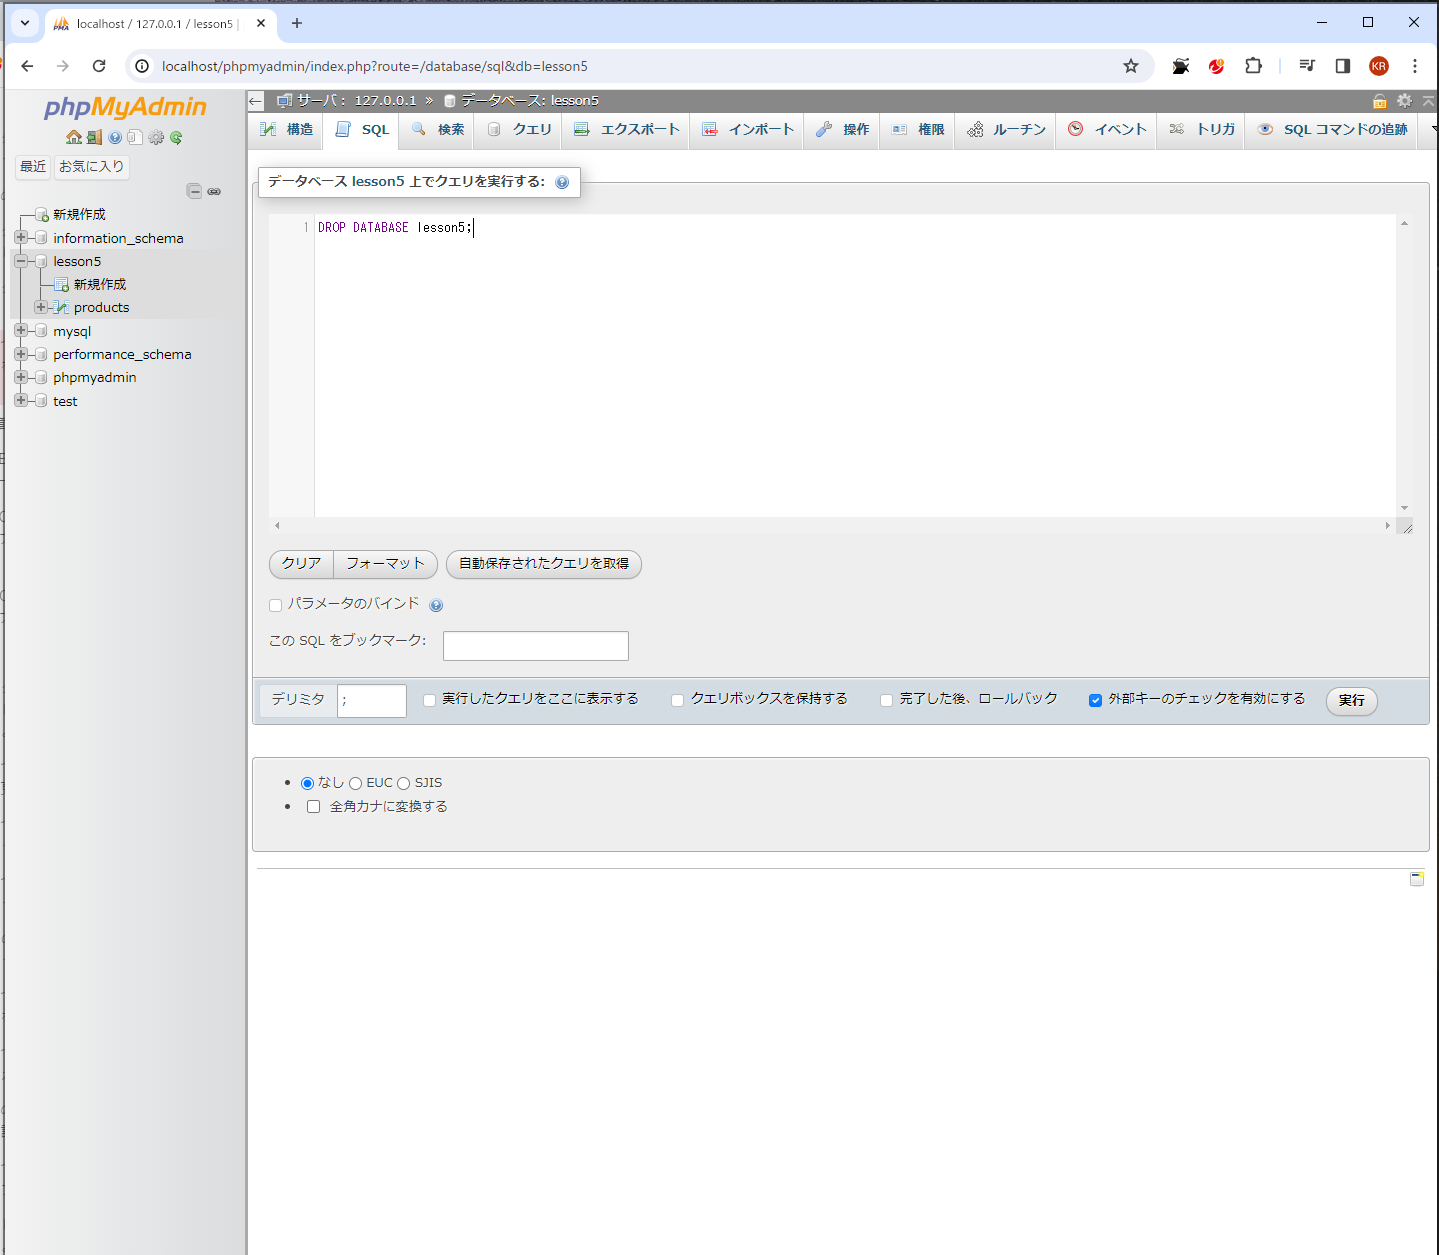 localhost / 127.0.0.1 / lesson5 |
localhost/phpmyadmin/index.php?route=/database/sql&db=lesson5
KR
phpMyAdmin
最近 お気に入り
新規作成
information_schema
lesson5
新規作成
products
mysql
performance_schema
phpmyadmin
test
サーバ: 127.0.0.1 » データベース: lesson5
構造 SQL 検索 クエリ エクスポート インポート 操作 権限 ルーチン イベント トリガ SQL コマンドの追跡
データベース lesson5 上でクエリを実行する:
1 DROP DATABASE lesson5;
クリア フォーマット 自動保存されたクエリを取得
パラメータのバインド
この SQL をブックマーク:
デリミタ ; 実行したクエリをここに表示する クエリボックスを保持する 完了した後、ロールバック 外部キーのチェックを有効にする 実行
なし EUC SJIS
全角カナに変換する